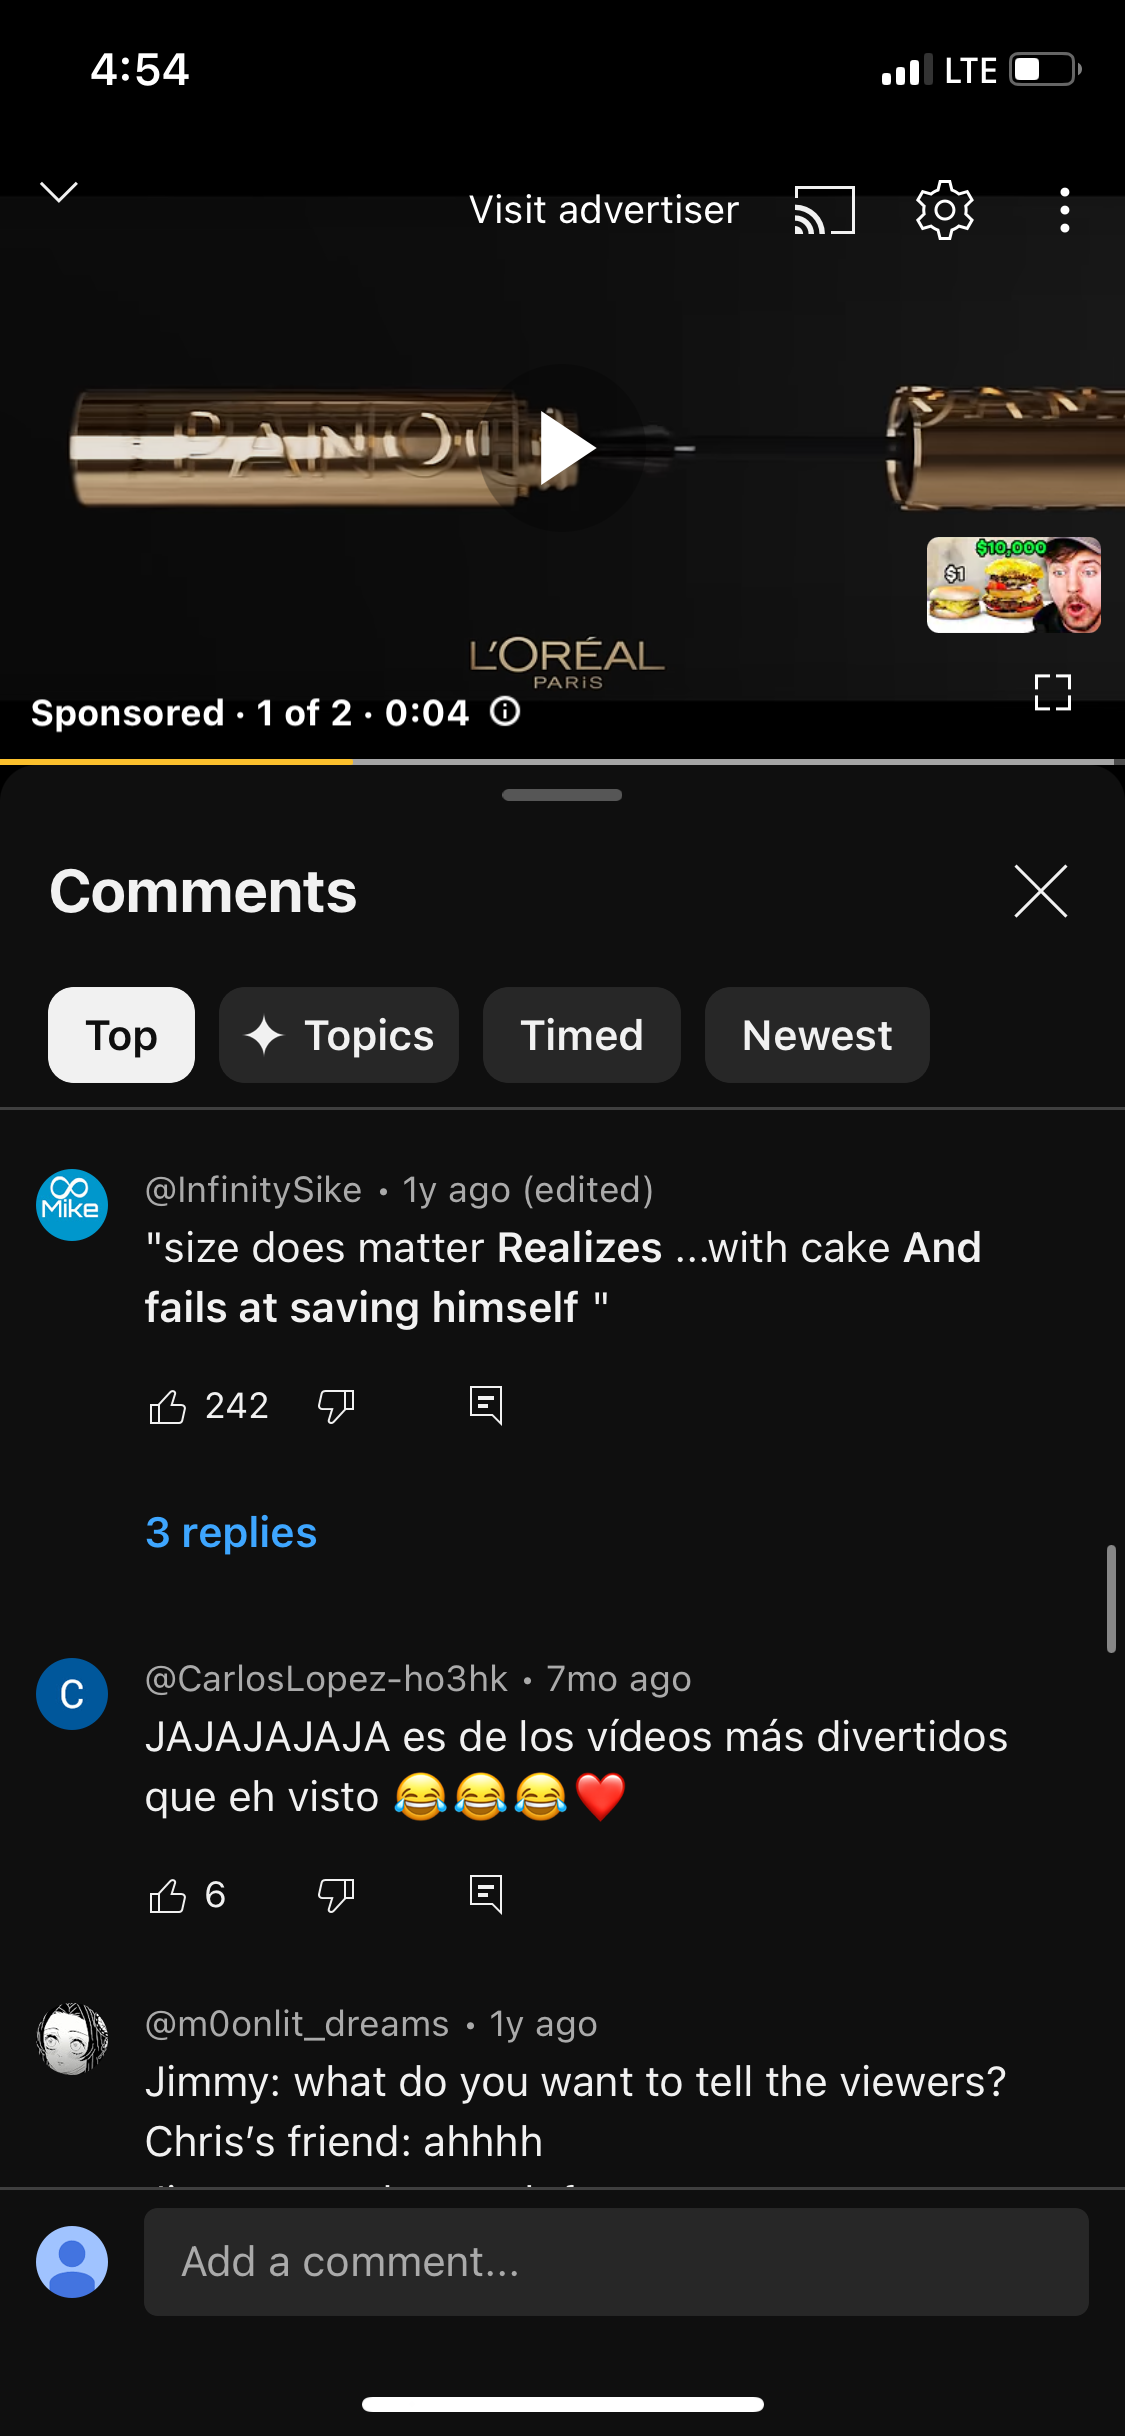 4:54
LTE
Visit advertiser
PANO
PAN
$10,000
$1
L'ORÉAL
PARIS
Sponsored · 1 of 2 · 0:04
Comments
Top
Topics
Timed
Newest
Mike
@InfinitySike · 1y ago (edited)
"size does matter Realizes ...with cake And
fails at saving himself "
242
3 replies
C
@CarlosLopez-ho3hk · 7mo ago
JAJAJAJAJA es de los vídeos más divertidos
que eh visto 😂😂😂❤️
6
@m0onlit_dreams · 1y ago
Jimmy: what do you want to tell the viewers?
Chris's friend: ahhhh
Add a comment...